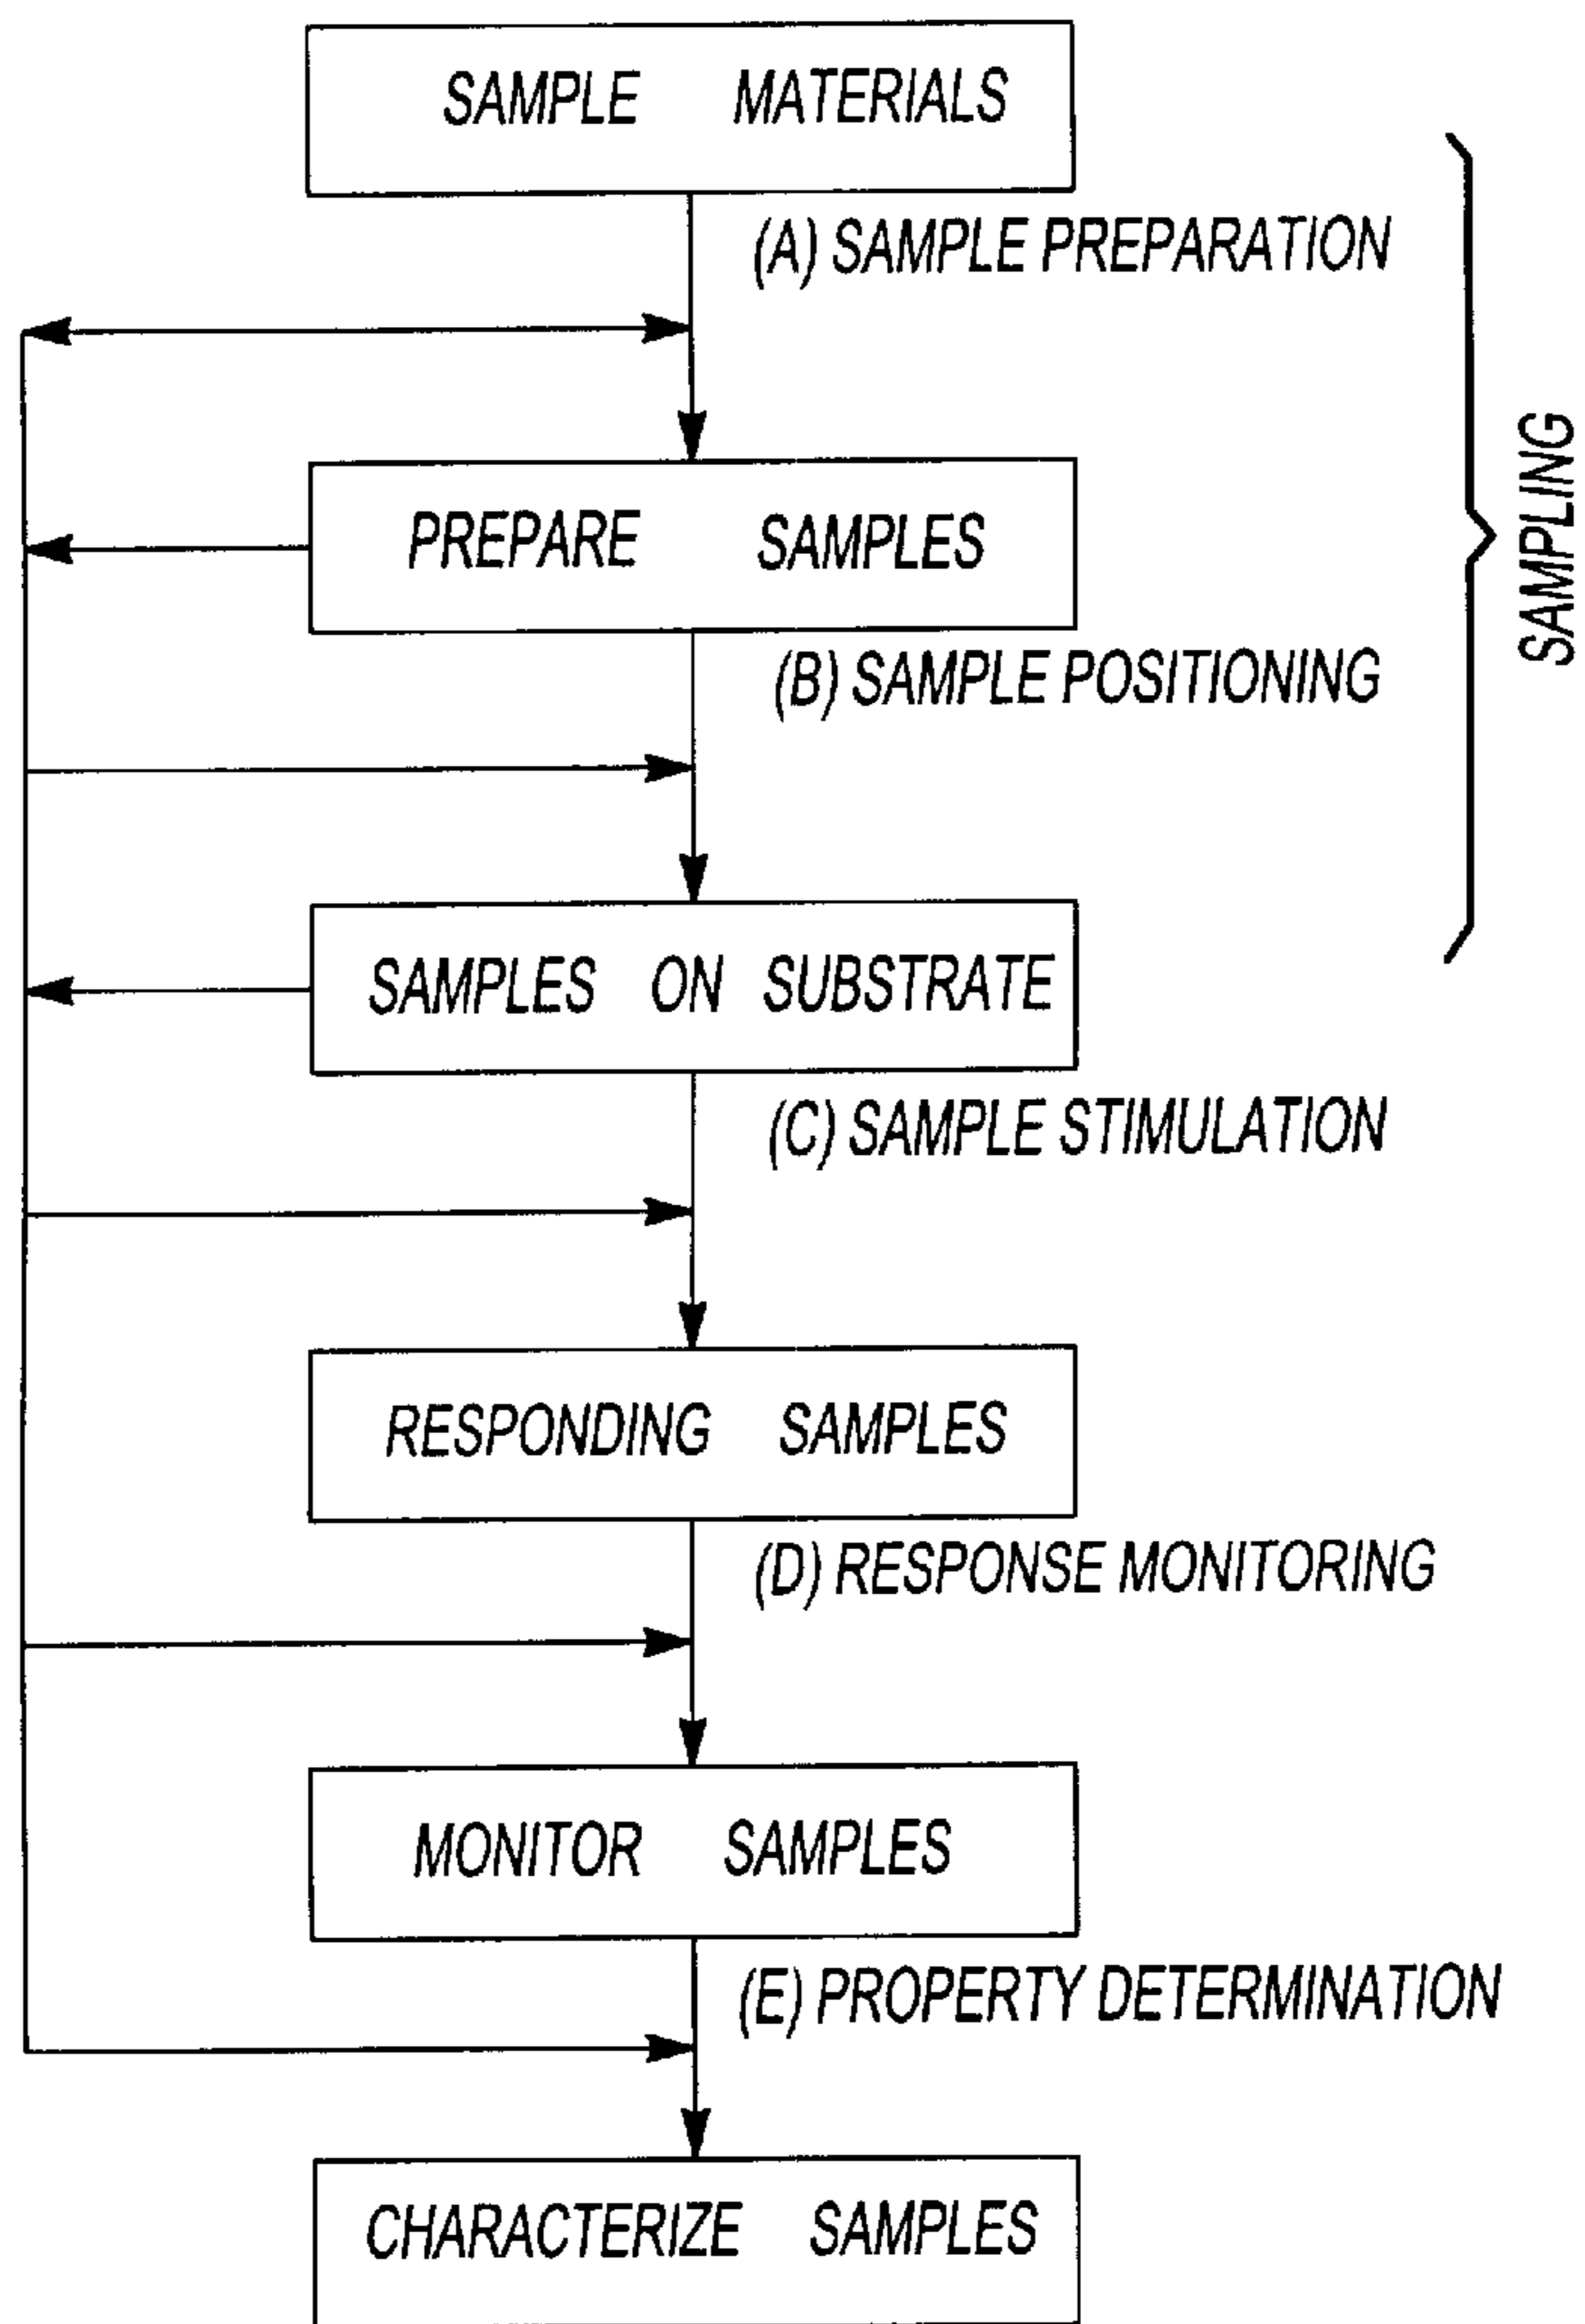 SAMPLE MATERIALS
(A) SAMPLE PREPARATION
PREPARE SAMPLES
SAMPLING
(B) SAMPLE POSITIONING
SAMPLES ON SUBSTRATE
(C) SAMPLE STIMULATION
RESPONDING SAMPLES
(D) RESPONSE MONITORING
MONITOR SAMPLES
(E) PROPERTY DETERMINATION
CHARACTERIZE SAMPLES